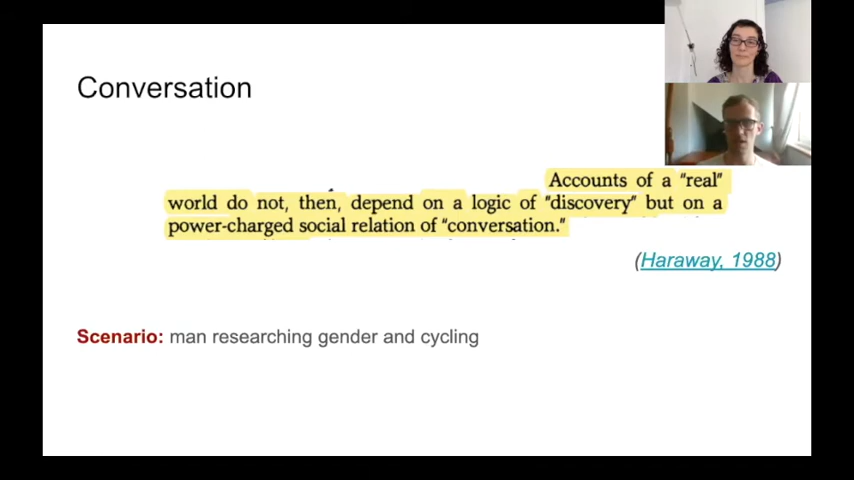 Conversation
Accounts of a "real"
world do not, then, depend on a logic of "discovery" but on a
power-charged social relation of "conversation."
(Haraway, 1988)
Scenario: man researching gender and cycling